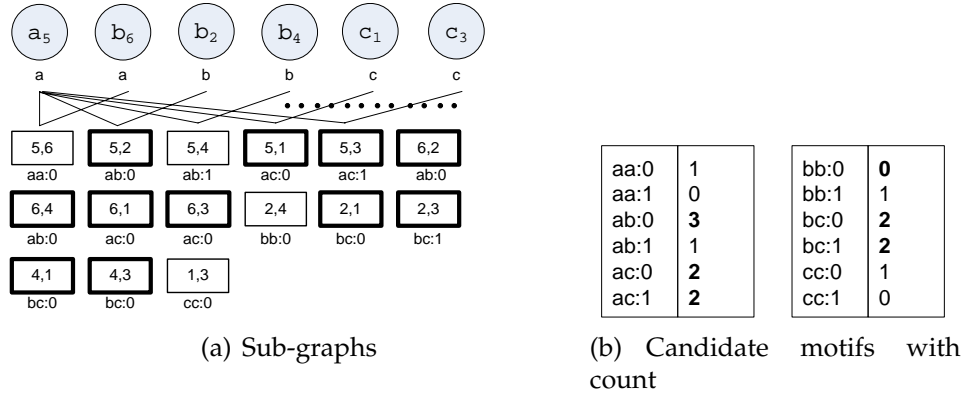 a5 b6 b2 b4 c1 c3
a a b b c c
5,6 5,2 5,4 5,1 5,3 6,2
aa:0 ab:0 ab:1 ac:0 ac:1 ab:0
6,4 6,1 6,3 2,4 2,1 2,3
ab:0 ac:0 ac:0 bb:0 bc:0 bc:1
4,1 4,3 1,3
bc:0 bc:0 cc:0
(a) Sub-graphs
aa:0 1
aa:1 0
ab:0 3
ab:1 1
ac:0 2
ac:1 2
bb:0 0
bb:1 1
bc:0 2
bc:1 2
cc:0 1
cc:1 0
(b) Candidate motifs with
count